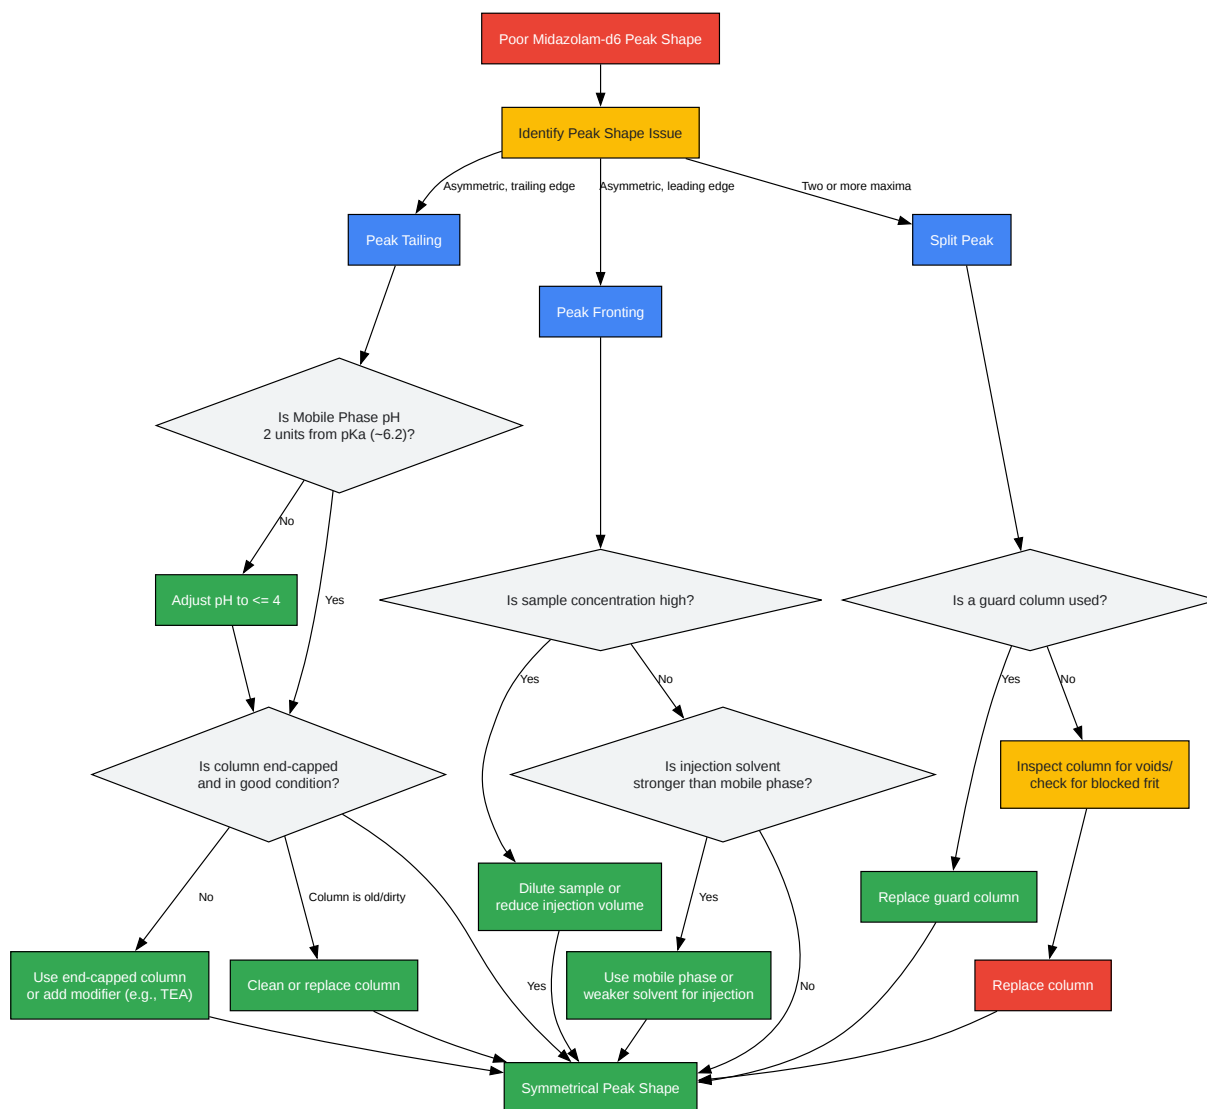 Poor Midazolam-d6 Peak Shape
Identify Peak Shape Issue
Asymmetric, trailing edge
Asymmetric, leading edge
Two or more maxima
Peak Tailing
Split Peak
Peak Fronting
Is Mobile Phase pH
2 units from pKa (~6.2)?
No
Adjust pH to <= 4
Yes
Is sample concentration high?
Is a guard column used?
Yes
No
Yes
No
Is column end-capped
and in good condition?
Is injection solvent
stronger than mobile phase?
Inspect column for voids/
check for blocked frit
No
Column is old/dirty
Dilute sample or
reduce injection volume
Yes
Replace guard column
Use end-capped column
or add modifier (e.g., TEA)
Clean or replace column
Yes
Use mobile phase or
weaker solvent for injection
No
Replace column
Symmetrical Peak Shape